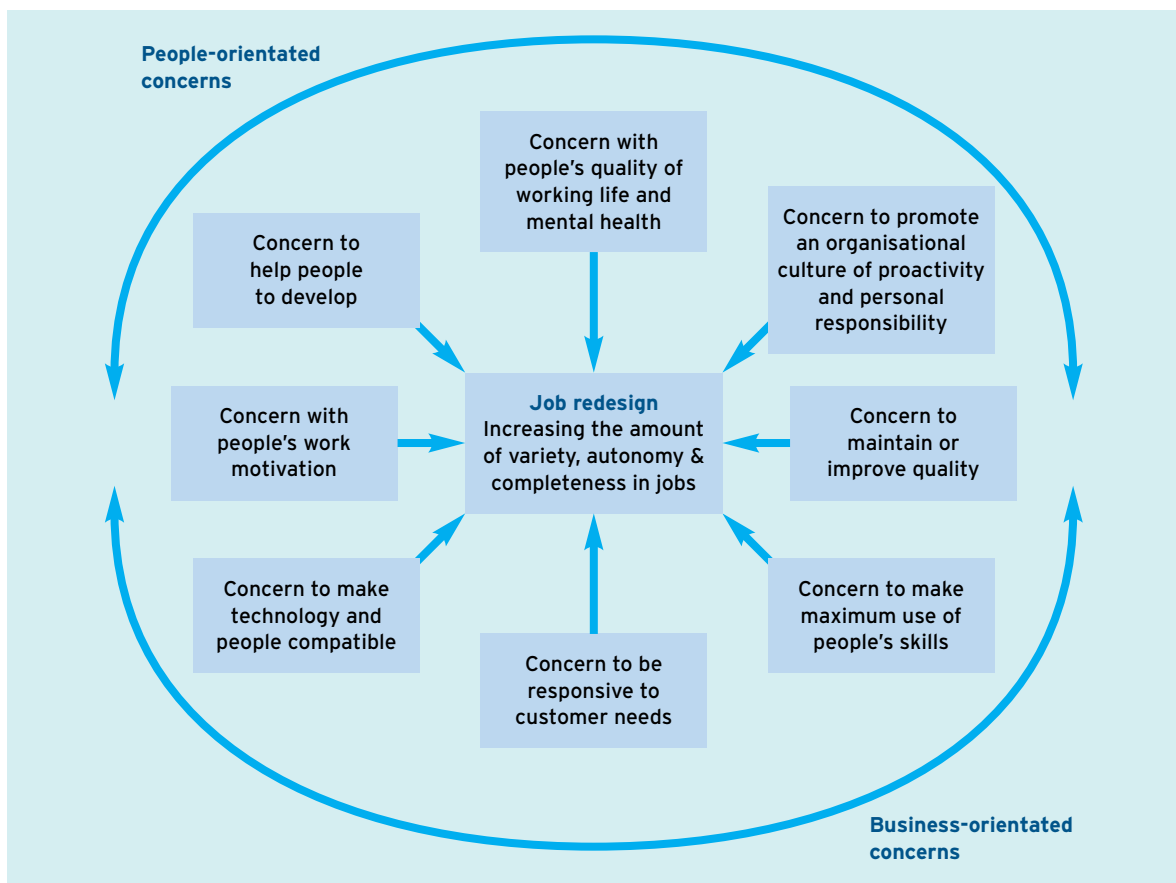 People-orientated
concerns
Concern with
people's quality of
working life and
mental health
Concern to
help people
to develop
Concern to promote
an organisational
culture of proactivity
and personal
responsibility
Concern with
people's work
motivation
Job redesign
Increasing the amount
of variety, autonomy &
completeness in jobs
Concern to
maintain or
improve quality
Concern to make
technology and
people compatible
Concern to be
responsive to
customer needs
Concern to make
maximum use of
people's skills
Business-orientated
concerns